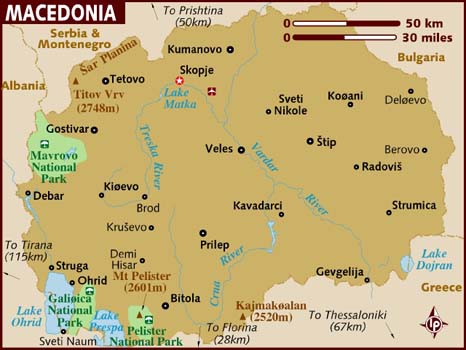 MACEDONIA
To Prishtina
(50km)
0 50 km
0 30 miles
Serbia &
Montenegro
Šar Planina
Kumanovo
Bulgaria
Albania
Tetovo
Skopje
Titov Vrv
(2748m)
Lake
Matka
Sveti
Nikole
Koøani
Deløevo
Gostivar
Mavrovo
National
Park
Treska River
Veles
Vardar
River
Štip
Berovo
Radoviš
Debar
Kiøevo
Brod
Kavadarci
Strumica
Kruševo
Prilep
To Tirana
(115km)
Struga
Demi
Hisar
Mt Pelister
(2601m)
Crna
River
Gevgelija
Lake
Dojran
Ohrid
Galiøica
National
Park
Lake
Ohrid
Lake
Prespa
Bitola
Kajmakøalan
(2520m)
Greece
Sveti Naum
Pelister
National Park
To Florina
(28km)
To Thessaloniki
(67km)
lp